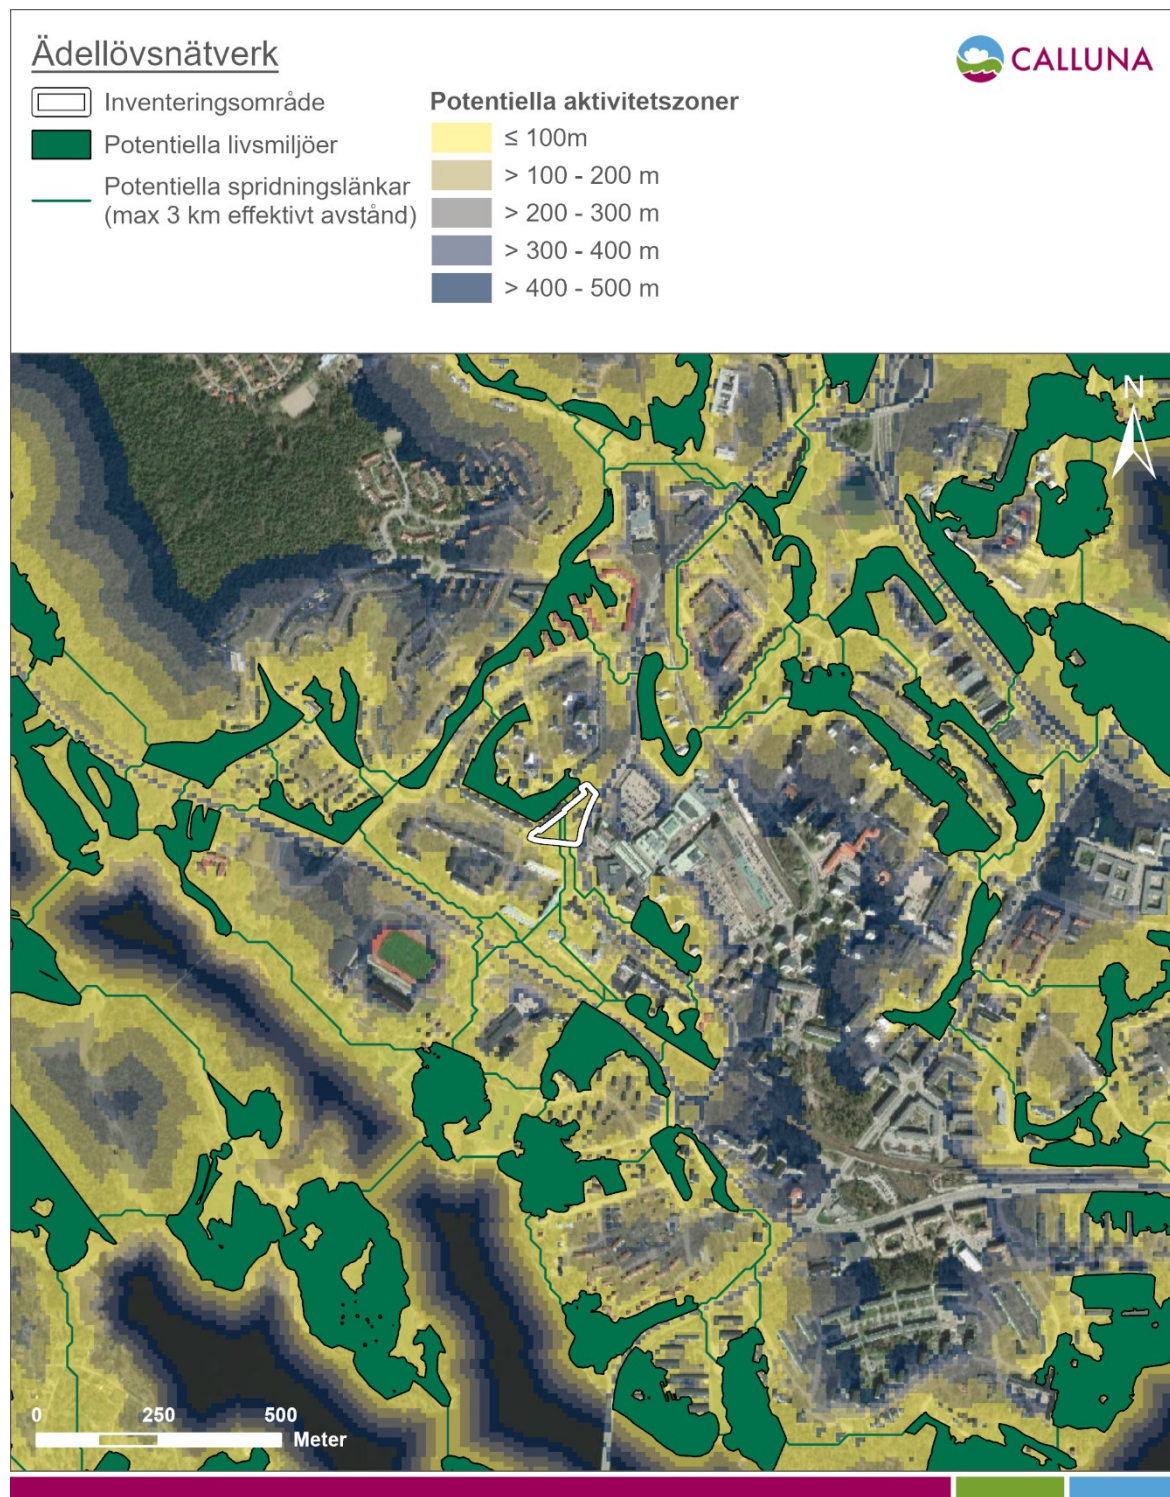 Ädellövsnätverk
CALLUNA
Inventeringsområde
Potentiella livsmiljöer
Potentiella spridningslänkar
(max 3 km effektivt avstånd)
Potentiella aktivitetszoner
≤ 100m
> 100 - 200 m
> 200 - 300 m
> 300 - 400 m
> 400 - 500 m
N
0 250 500
Meter